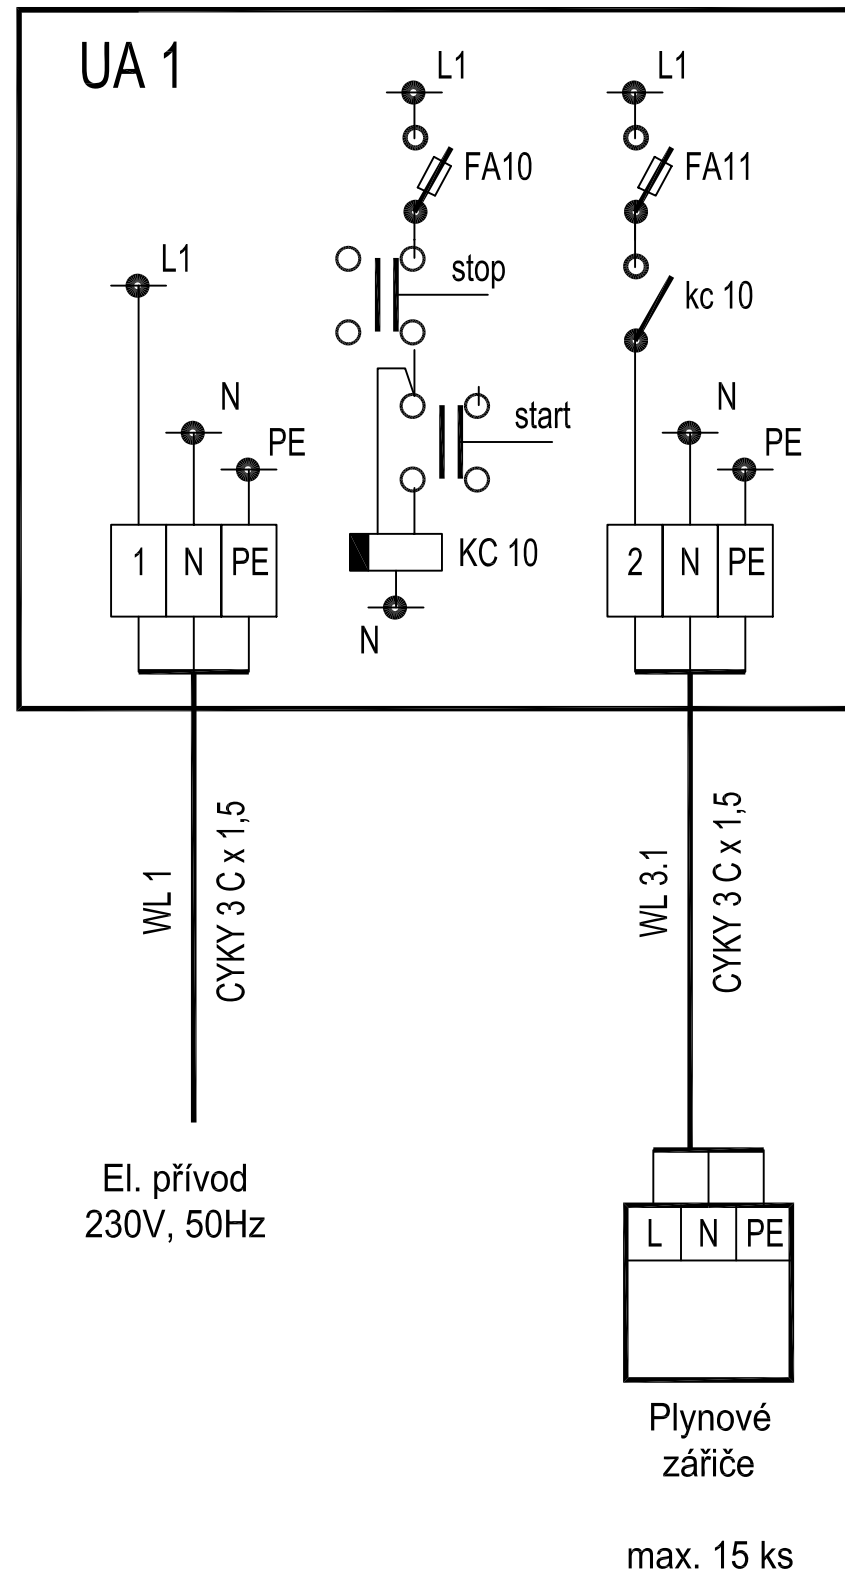 UA 1
L1
L1
FA10
FA11
L1
stop
kc 10
N
PE
start
N
PE
1
N
PE
KC 10
2
N
PE
N
WL 1
CYKY 3 C x 1,5
WL 3.1
CYKY 3 C x 1,5
El. přívod
230V, 50Hz
L
N
PE
Plynové
zářiče
max. 15 ks